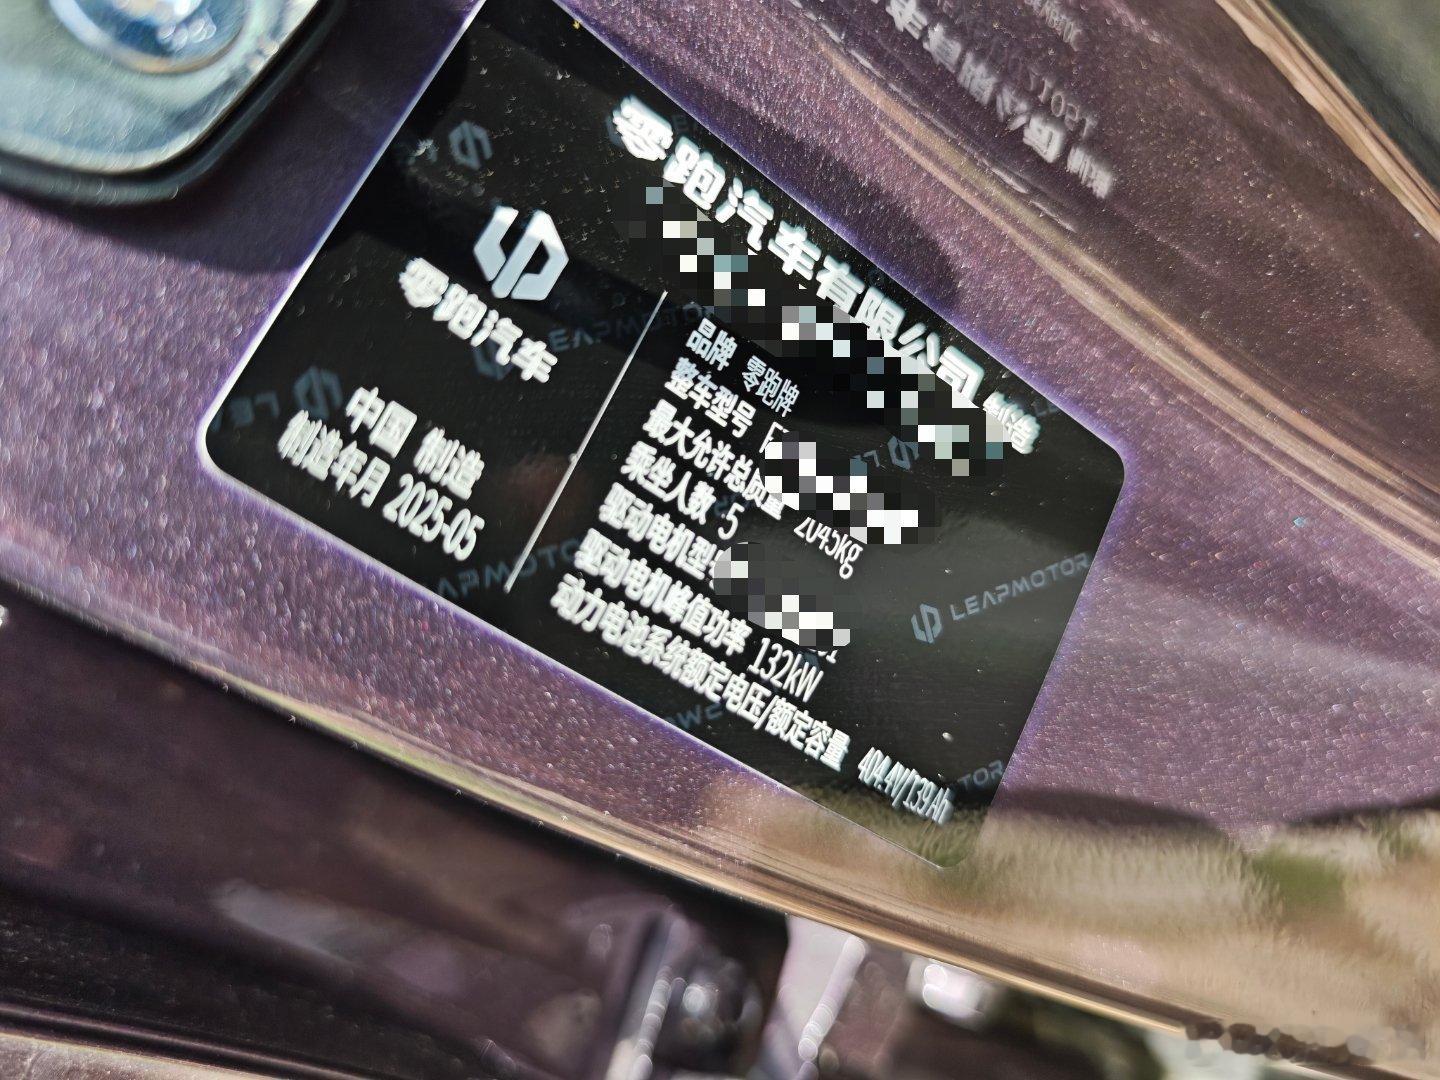 零跑汽车有限公司 制造
零跑汽车
中国 制造
制造年月 2025-05
品牌 零跑牌
整车型号
最大允许总质量 2045kg
乘坐人数 5
驱动电机型号
驱动电机峰值功率 132kW
动力电池系统额定电压/额定容量 404.4V/139Ah
LEAPMOTOR